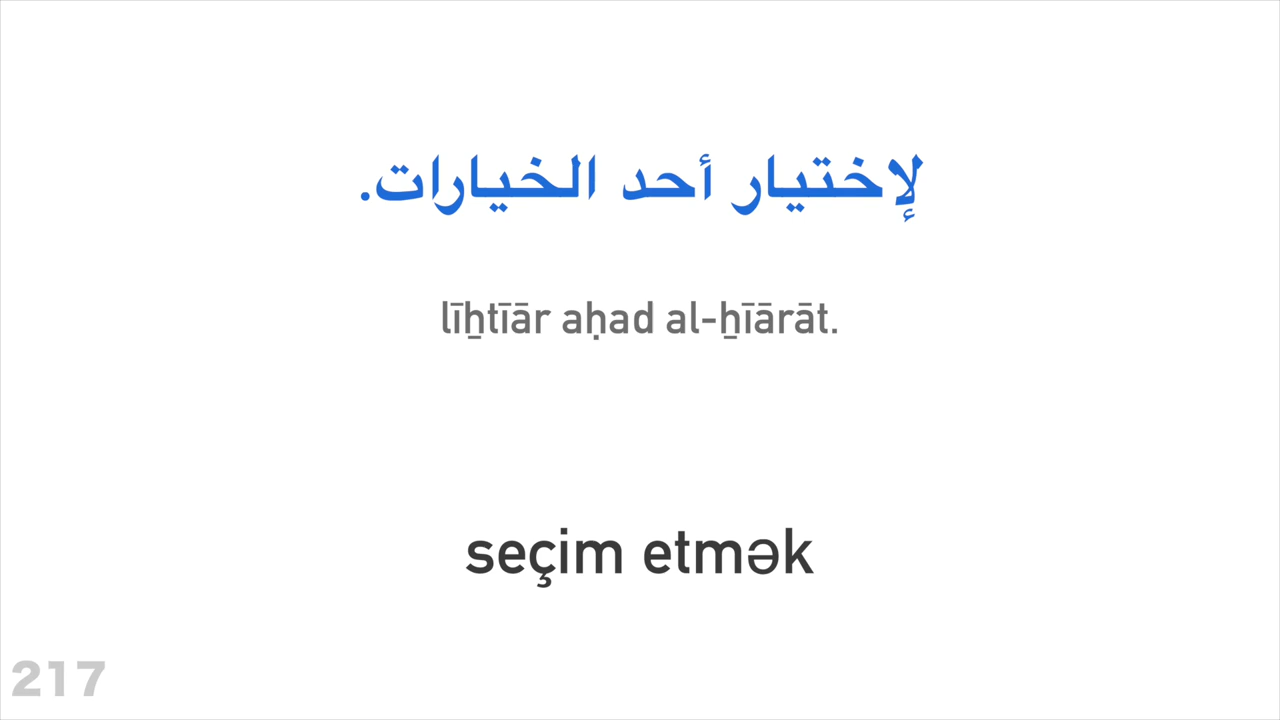 لإختيار أحد الخيارات.
līẖtīār aḥad al-ẖīārāt.
seçim etmək
217